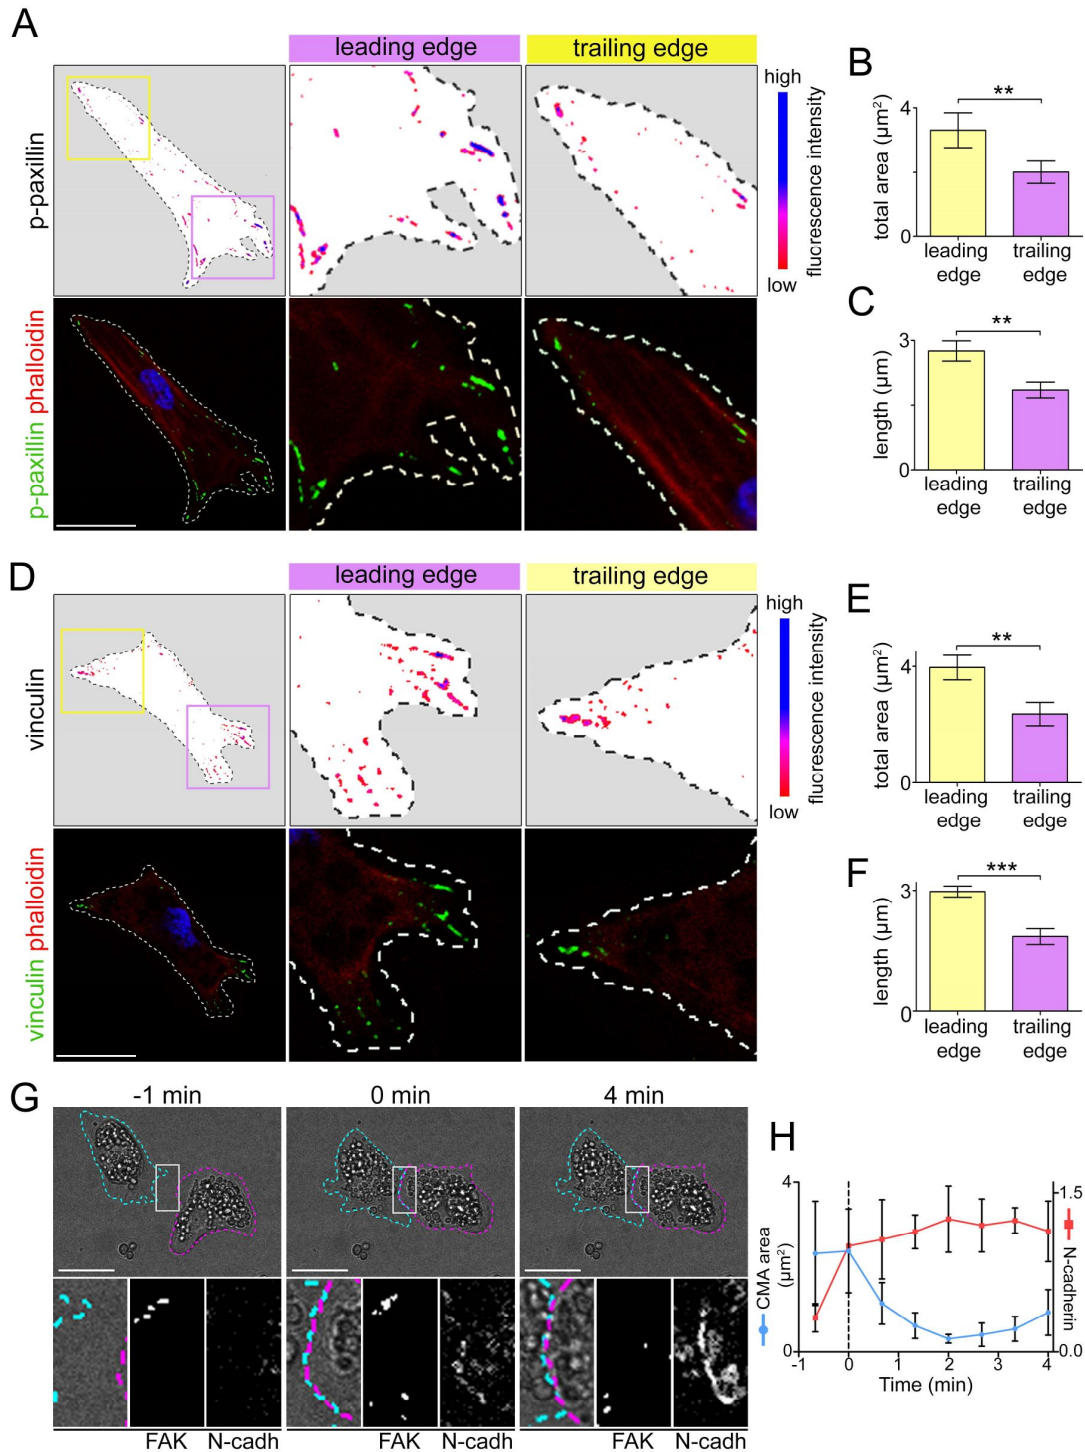 A
leading edge
trailing edge
p-paxillin
p-paxillin phalloidin
high
low
flucrescence intensity
B
**
total area (µm²)
4
0
leading edge
trailing edge
C
**
length (µm)
3
0
leading edge
trailing edge
D
leading edge
trailing edge
vinculin
vinculin phalloidin
high
low
flucrescence intensity
E
**
total area (µm²)
4
0
leading edge
trailing edge
F
***
length (µm)
3
0
leading edge
trailing edge
G
-1 min
0 min
4 min
FAK
N-cadh
FAK
N-cadh
FAK
N-cadh
H
CMA area
(µm²)
4
0
1.5
0.0
N-cadherin
-1
0
1
2
3
4
Time (min)